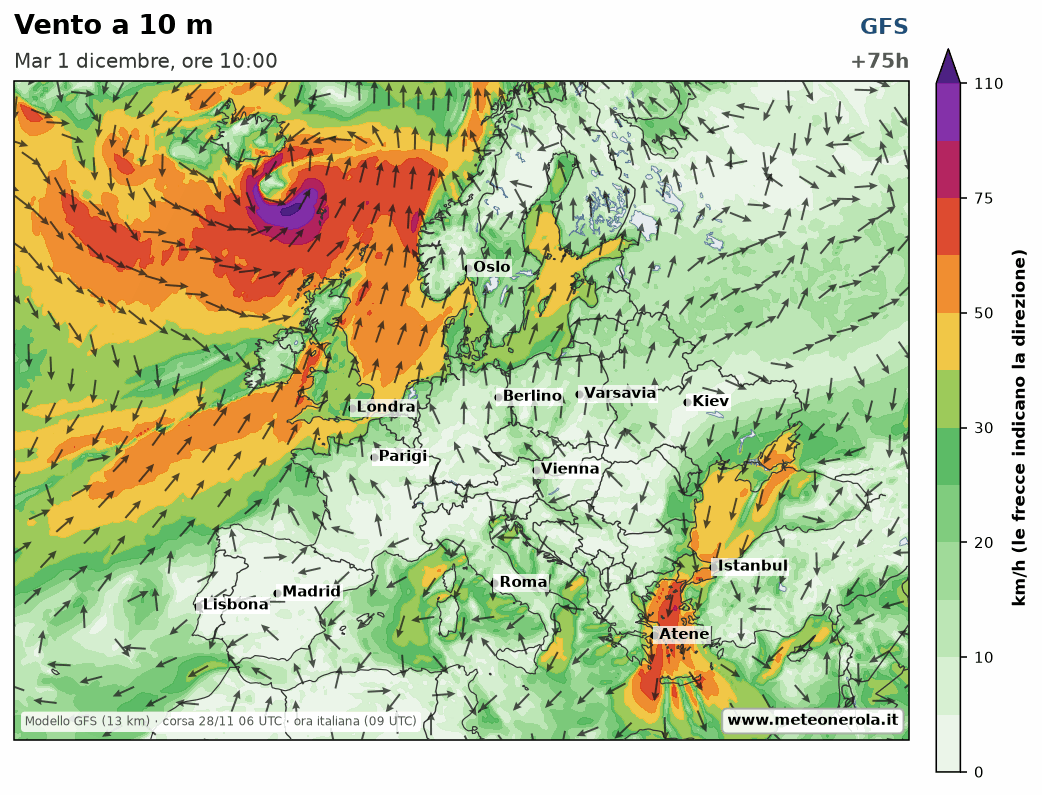 Vento a 10 m
GFS
Mar 1 dicembre, ore 10:00
+75h
110
75
50
30
20
10
0
km/h (le frecce indicano la direzione)
Oslo
Londra
Berlino
Varsavia
Kiev
Parigi
Vienna
Istanbul
Roma
Madrid
Lisbona
Atene
Modello GFS (13 km) · corsa 28/11 06 UTC · ora italiana (09 UTC)
www.meteonerola.it